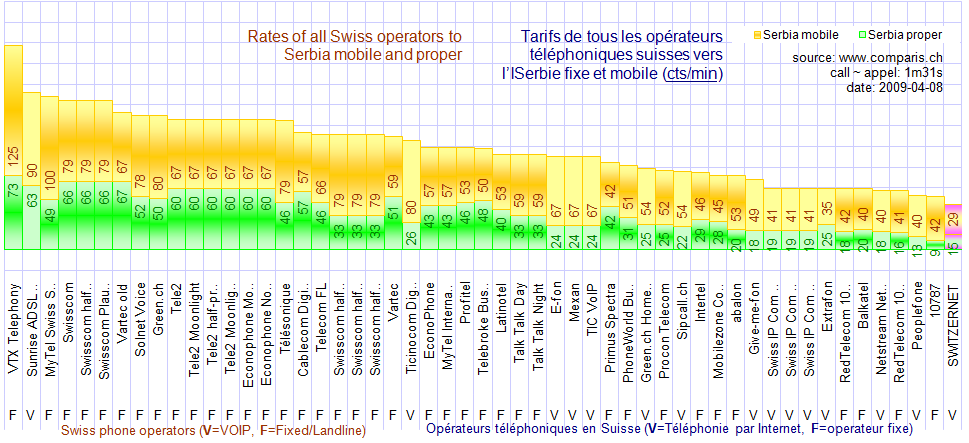 Rates of all Swiss operators to
Serbia mobile and proper
Tarifs de tous les opérateurs
téléphoniques suisses vers
l'lSerbie fixe et mobile (cts/min)
Serbia mobile Serbia proper
source: www.comparis.ch
call ~ appel: 1m31s
date: 2009-04-08
125 90 100 79 79 79 67 78 80 67 67 67 67 67 67 79 57 66 79 79 79 59 80 57 57 53 50 53 59 59 67 67 67 42 51 54 52 54 46 45 53 49 41 41 41 35 42 40 40 41 40 42 29
73 63 49 66 66 66 67 52 50 60 60 60 60 60 60 46 57 46 33 33 33 51 26 43 43 46 48 40 33 33 24 24 24 42 31 25 25 22 29 28 20 18 19 19 19 25 18 20 18 16 13 9 15
VTX Telephony
Sunrise ADSL ..
MyTel Swiss S..
Swisscom
Swisscom half..
Swisscom Plau..
Vartec old
Solnet Voice
Green.ch
Tele2
Tele2 Moonlight
Tele2 half-pr..
Tele2 Moonlig..
Econophone Mo..
Econophone No..
Télésonique
Cablecom Digi..
Telecom FL
Swisscom half..
Swisscom half..
Swisscom half..
Vartec
Ticinocom Dig..
EconoPhone
MyTel Interna..
Profitel
Telebroke Bus..
Latinotel
Talk Talk Day
Talk Talk Night
E-fon
Mexan
TIC VoIP
Primus Spectra
PhoneWorld Bu..
Green.ch Home..
Procon Telecom
Sipcall.ch
Intertel
Mobilezone Co..
abalon
Give-me-fon
Swiss IP Com ..
Swiss IP Com ..
Swiss IP Com ..
Extrafon
RedTelecom 10..
Balkatel
Netstream Net..
RedTelecom 16..
Peoplefone
10787
SWITZERNET
F V F F F F F V F F F F F F F F F F F F F F V F F F F F F F V V V F F V F V F F F V V V V V F F V F V F V
Swiss phone operators (V=VOIP, F=Fixed/Landline)
Opérateurs téléphoniques en Suisse (V=Téléphonie par Internet, F=operateur fixe)